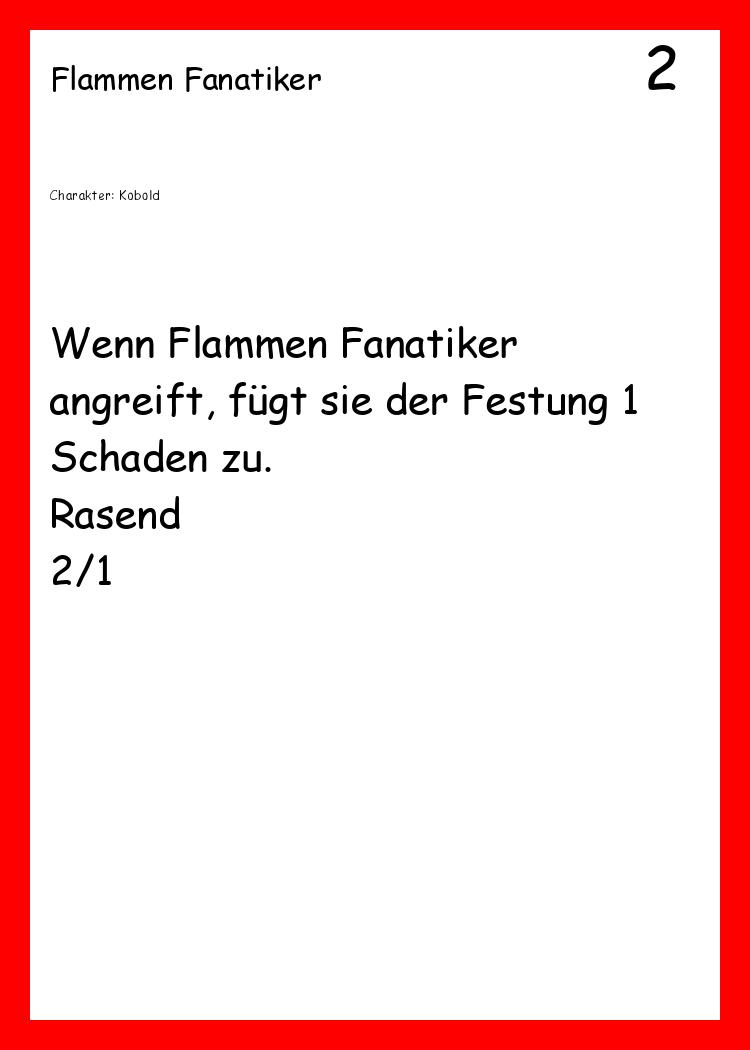 Flammen Fanatiker 2
Charakter: Kobold
Wenn Flammen Fanatiker
angreift, fügt sie der Festung 1
Schaden zu.
Rasend
2/1